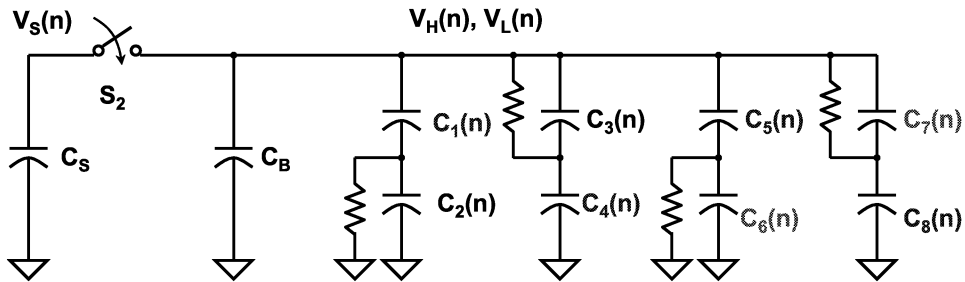 V_S(n)
V_H(n), V_L(n)
S_2
C_S
C_B
C_1(n)
C_2(n)
C_3(n)
C_4(n)
C_5(n)
C_6(n)
C_7(n)
C_8(n)